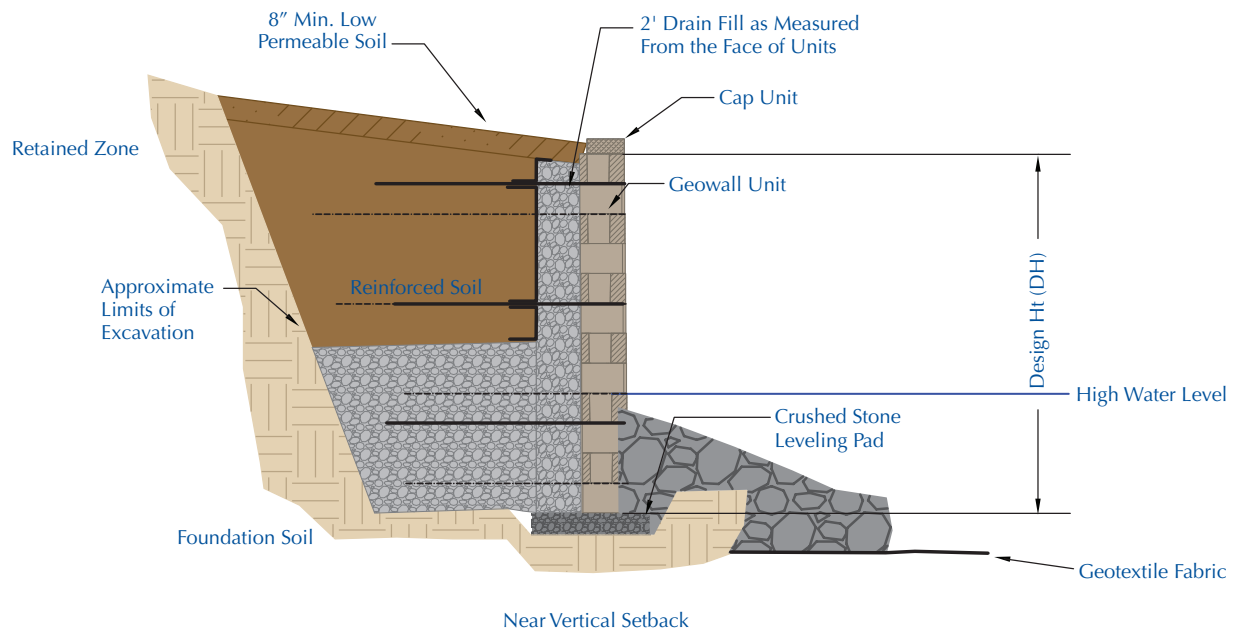 8” Min. Low
Permeable Soil
2' Drain Fill as Measured
From the Face of Units
Cap Unit
Retained Zone
Geowall Unit
Approximate
Limits of
Excavation
Reinforced Soil
Design Ht (DH)
High Water Level
Crushed Stone
Leveling Pad
Foundation Soil
Geotextile Fabric
Near Vertical Setback